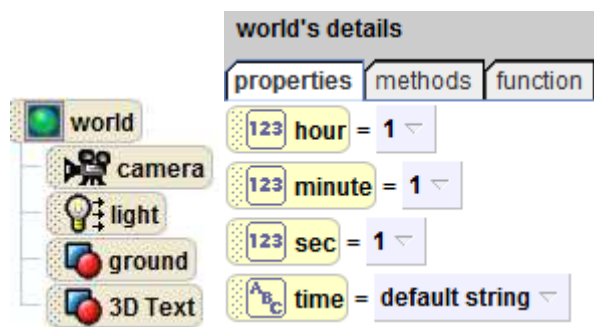 world
camera
light
ground
3D Text
world's details
properties methods function
123 hour = 1
123 minute = 1
123 sec = 1
ABC time = default string